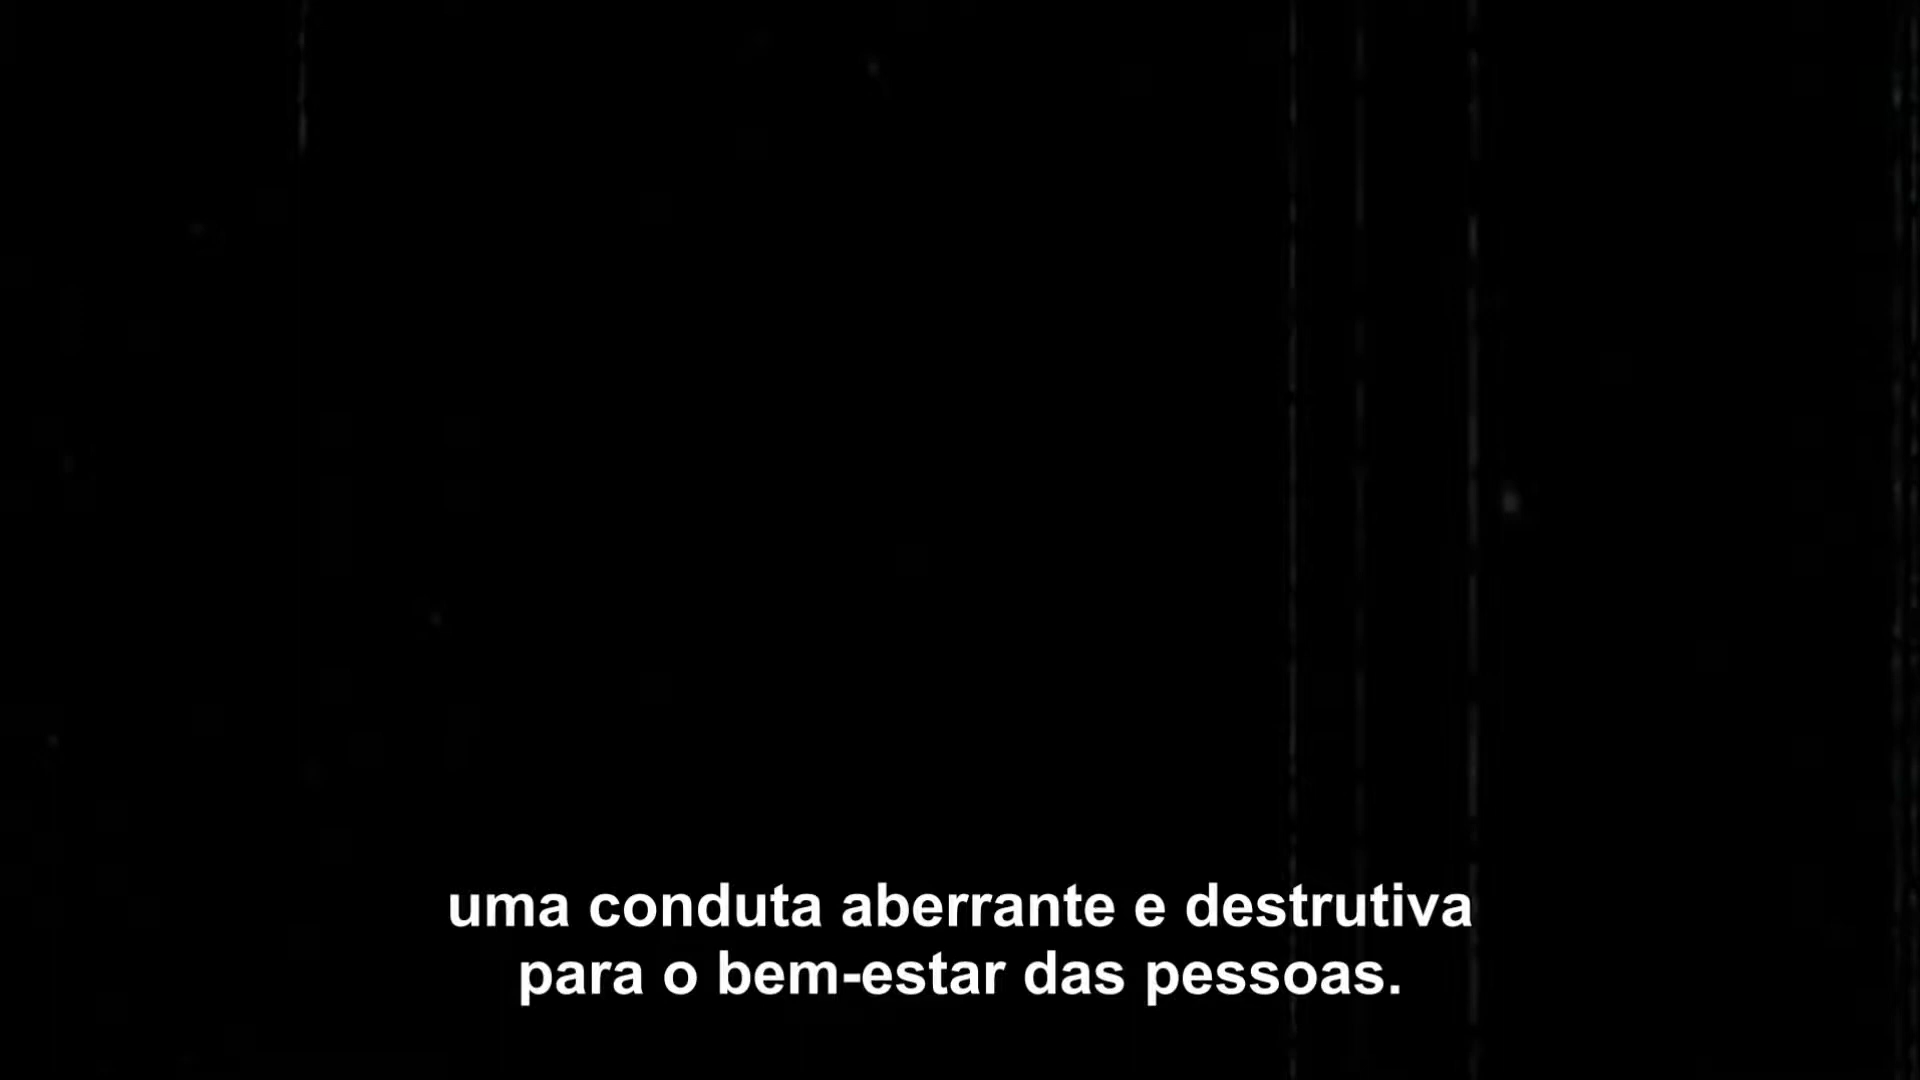 uma conduta aberrante e destrutiva
para o bem-estar das pessoas.